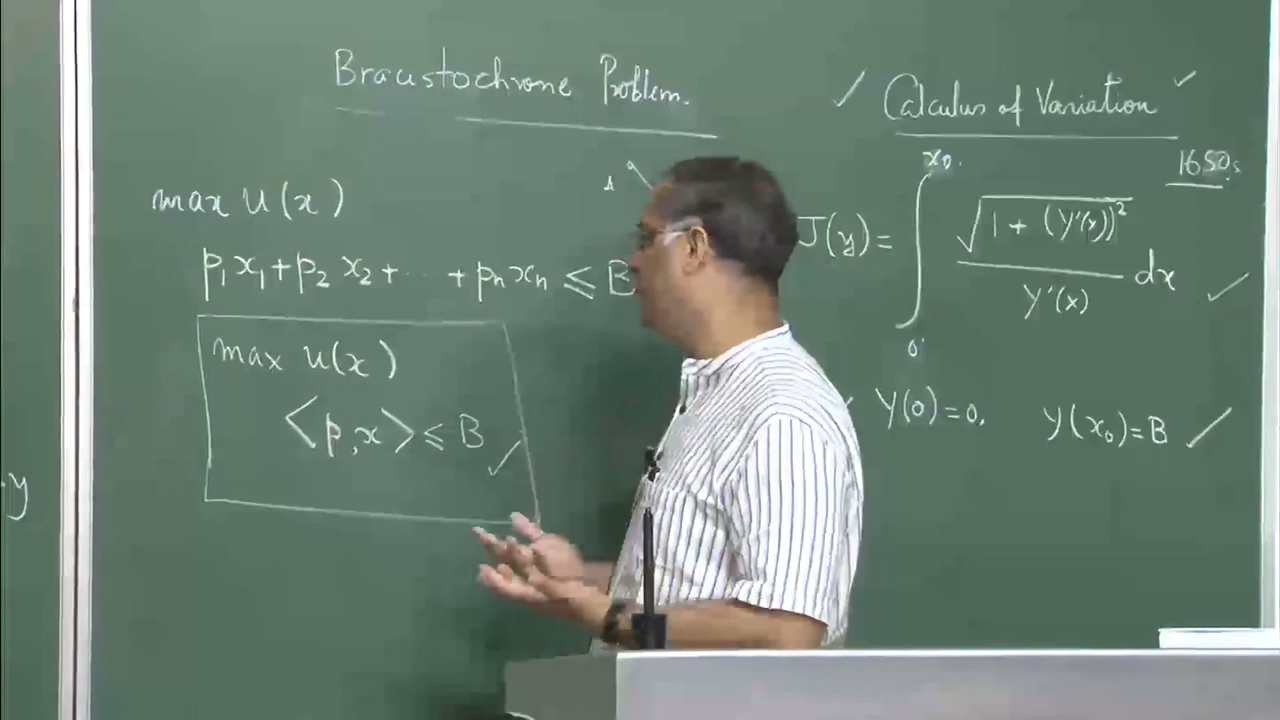 Braustochrone Problem.
max U(x)
p₁x₁+p₂x₂+⋯+pₙxₙ ⩽ B
max u(x)
<p,x> ⩽ B ✓
✓ Calculus of Variation ✓
1650s
J(y) = ∫₀^{x₀} √(1 + (y'(x))²) / y'(x) dx ✓
y(0)=0, y(x₀)=B ✓
y